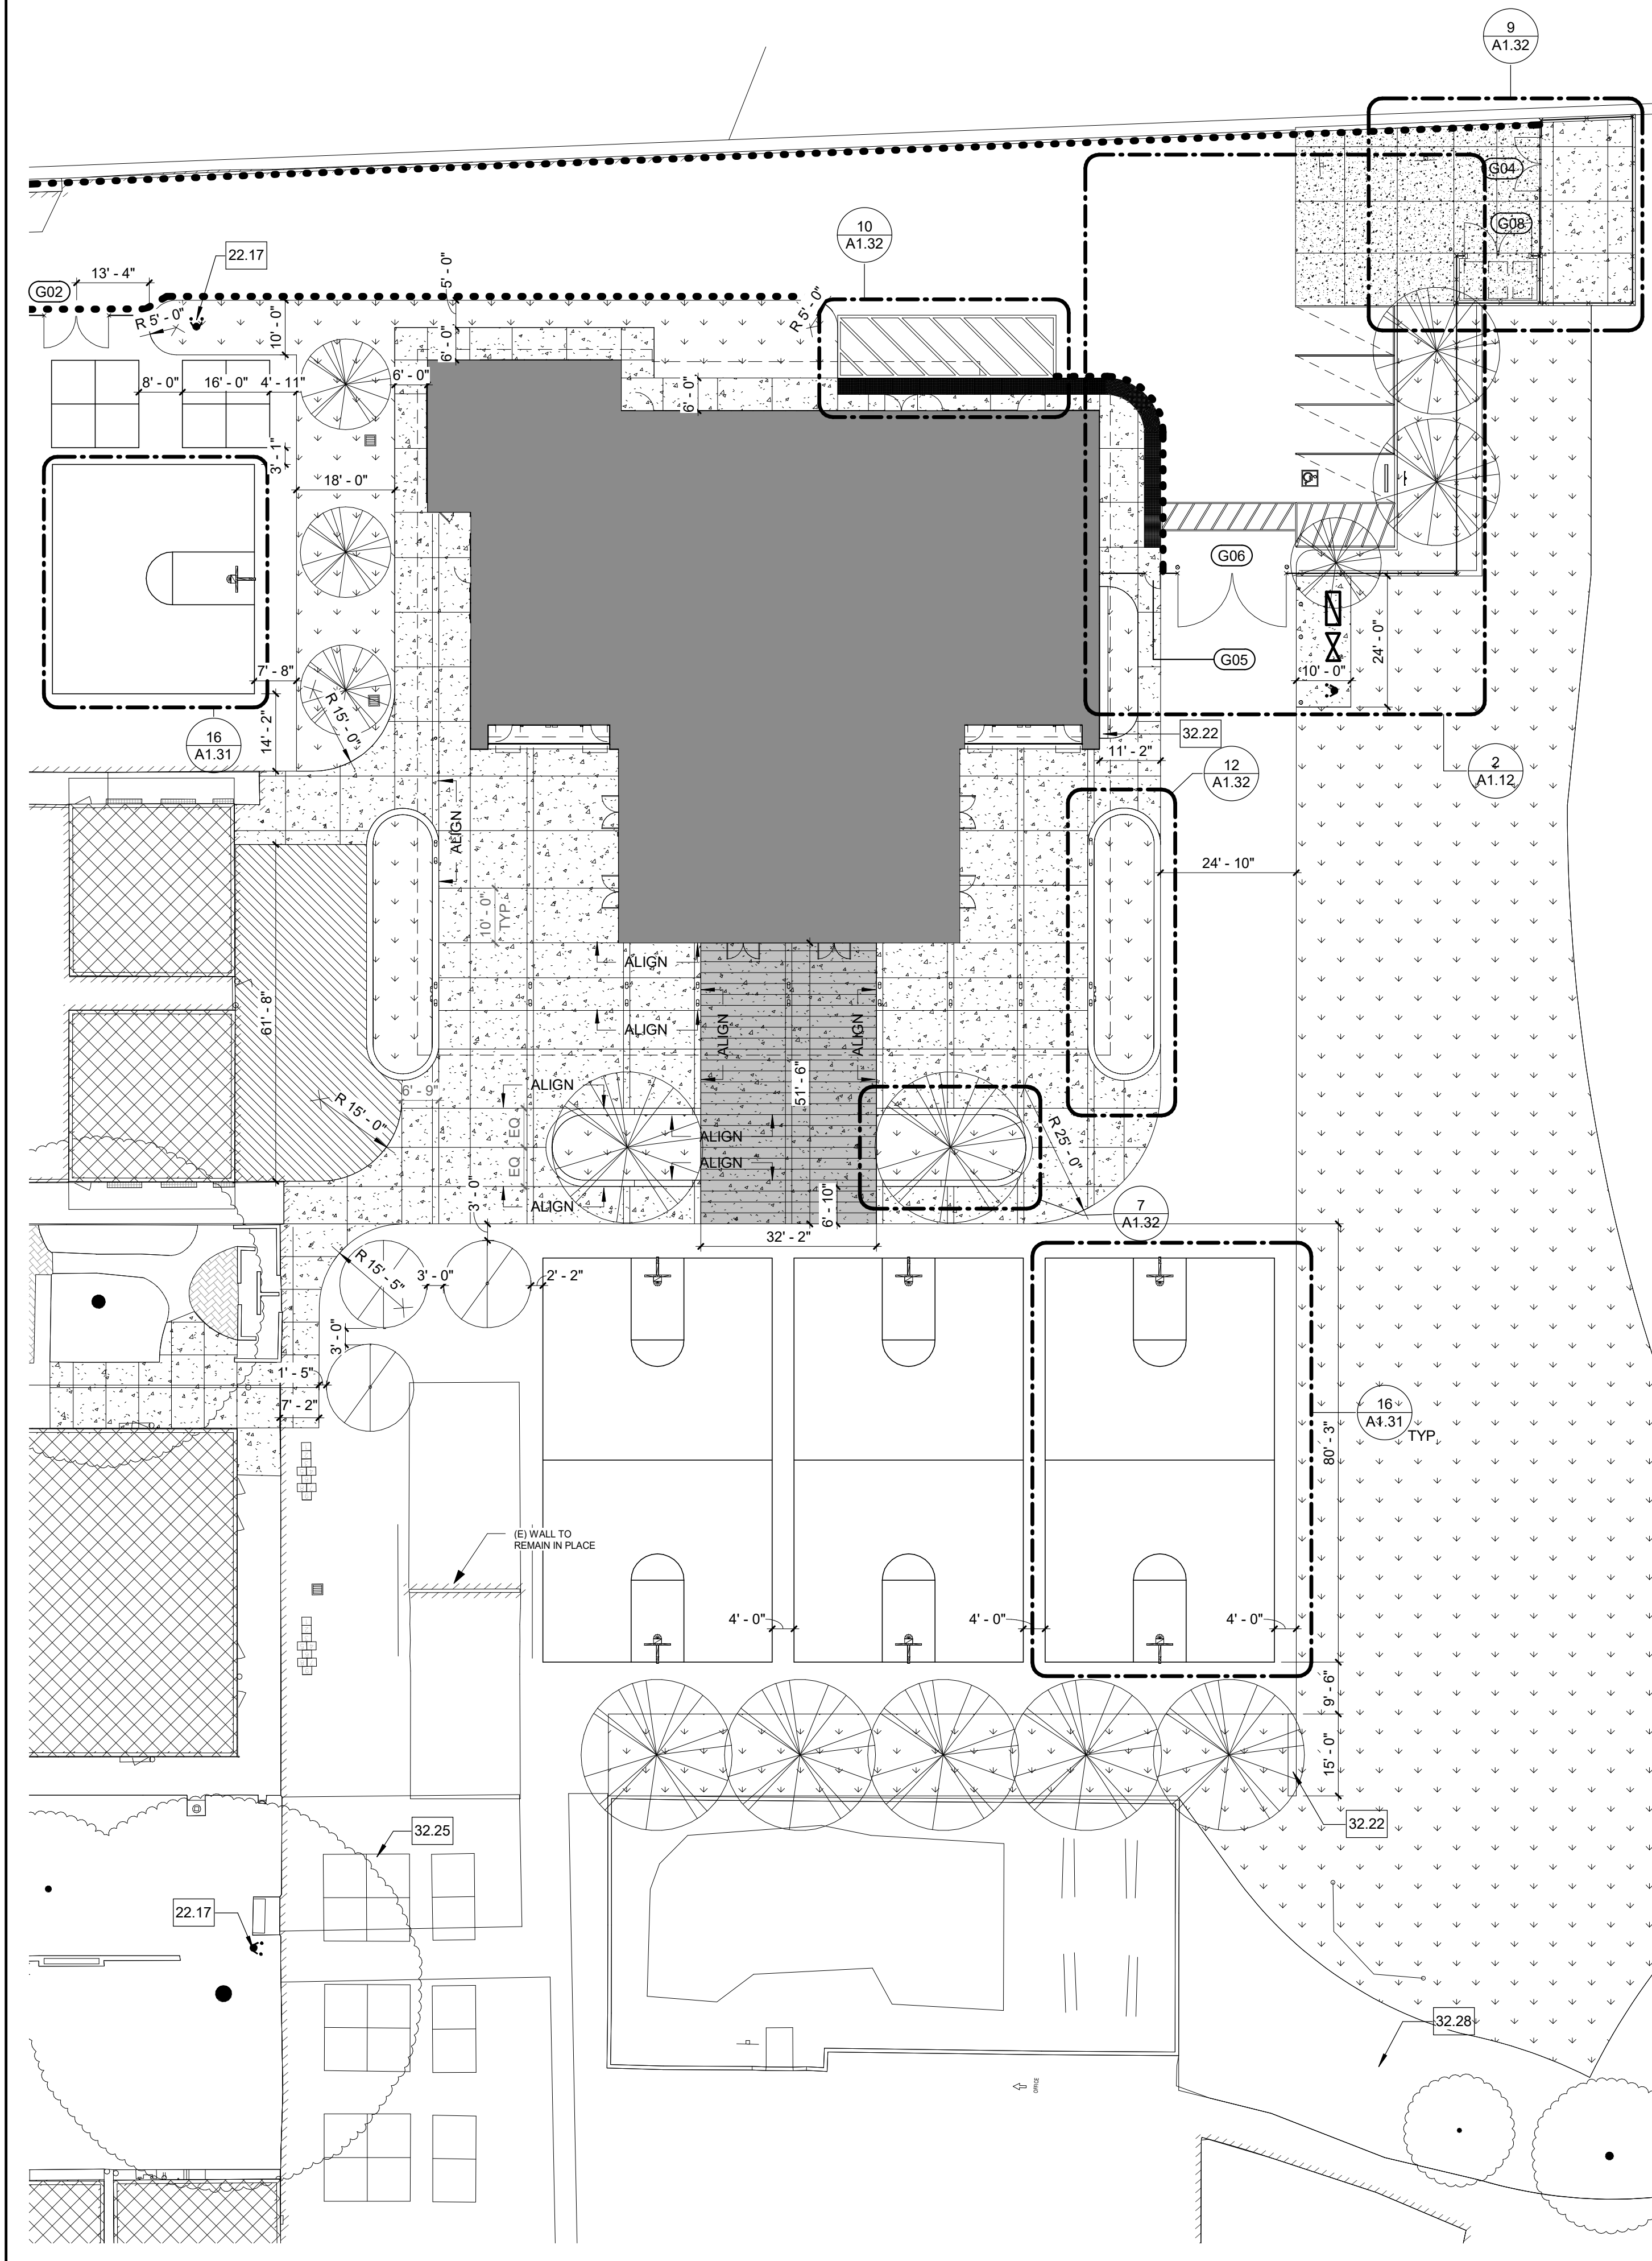 9
A1.32
G04
G08
10
A1.32
22.17
13' - 4"
G02
R 5' - 0"
10' - 0"
5' - 0"
6' - 0"
R 5' - 0"
8' - 0"
16' - 0"
4' - 11"
6' - 0"
6' - 0"
3' - 1"
18' - 0"
G06
G05
24' - 0"
10' - 0"
7' - 8"
R 15' - 0"
14' - 2"
16
A1.31
32.22
11' - 2"
12
A1.32
2
A1.12
ALIGN
24' - 10"
10' - 0"
TYP.
ALIGN
ALIGN
ALIGN
ALIGN
61' - 8"
51' - 6"
6' - 9"
R 15' - 0"
ALIGN
EQ
EQ
ALIGN
ALIGN
ALIGN
R 25' - 0"
3' - 0"
6' - 10"
7
A1.32
32' - 2"
R 15' - 5"
3' - 0"
2' - 2"
3' - 0"
1' - 5"
7' - 2"
16
A1.31
TYP.
80' - 3"
(E) WALL TO
REMAIN IN PLACE
4' - 0"
4' - 0"
4' - 0"
9' - 6"
15' - 0"
32.22
32.25
22.17
32.28
OFFICE